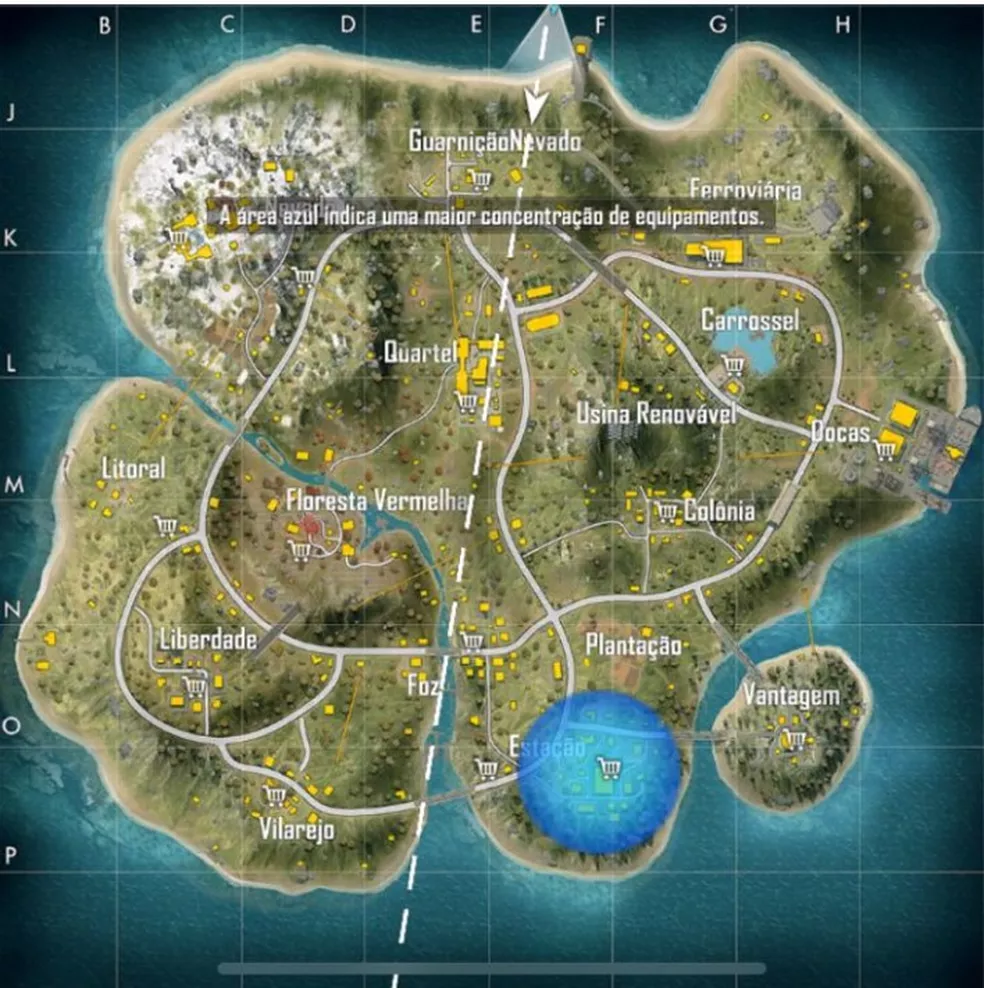 B C D E F G H
J
GuarniçãoNevado
Ferroviária
A área azul indica uma maior concentração de equipamentos.
K
Carrossel
Quartel
L
Usina Renovável
Docas
Litoral
M
Floresta Vermelha
Colônia
N
Liberdade
Plantação
Foz
Vantagem
O
Estação
Vilarejo
P